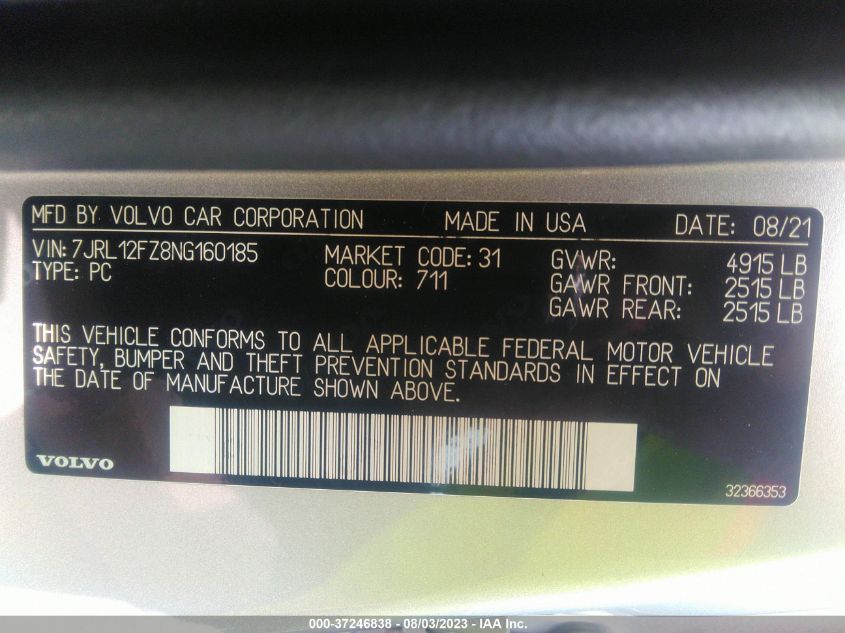 MFD BY VOLVO CAR CORPORATION MADE IN USA DATE: 08/21
VIN: 7JRL12FZ8NG160185 MARKET CODE: 31 GVWR: 4915 LB
TYPE: PC COLOUR: 711 GAWR FRONT: 2515 LB
GAWR REAR: 2515 LB
THIS VEHICLE CONFORMS TO ALL APPLICABLE FEDERAL MOTOR VEHICLE
SAFETY, BUMPER AND THEFT PREVENTION STANDARDS IN EFFECT ON
THE DATE OF MANUFACTURE SHOWN ABOVE.
VOLVO
32366353
000-37246838 - 08/03/2023 - IAA Inc.